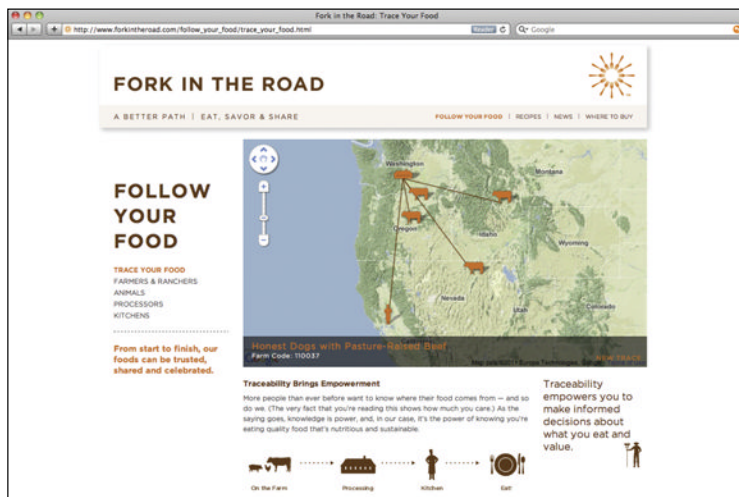 Fork in the Road: Trace Your Food
http://www.forkintheroad.com/follow_your_food/trace_your_food.html
Reader
Google
FORK IN THE ROAD
A BETTER PATH | EAT, SAVOR & SHARE
FOLLOW YOUR FOOD | RECIPES | NEWS | WHERE TO BUY
FOLLOW
YOUR
FOOD
TRACE YOUR FOOD
FARMERS & RANCHERS
ANIMALS
PROCESSORS
KITCHENS
From start to finish, our
foods can be trusted,
shared and celebrated.
Washington
Montana
Oregon
Idaho
Wyoming
Nevada
Utah
Colorado
Honest Dogs with Pasture-Raised Beef
Farm Code: 110037
NEW TRACK
Traceability Brings Empowerment
More people than ever before want to know where their food comes from — and so
do we. (The very fact that you're reading this shows how much you care.) As the
saying goes, knowledge is power, and, in our case, it's the power of knowing you're
eating quality food that's nutritious and sustainable.
On the Farm
Processing
Kitchen
Eat!
Traceability
empowers you to
make informed
decisions about
what you eat and
value.